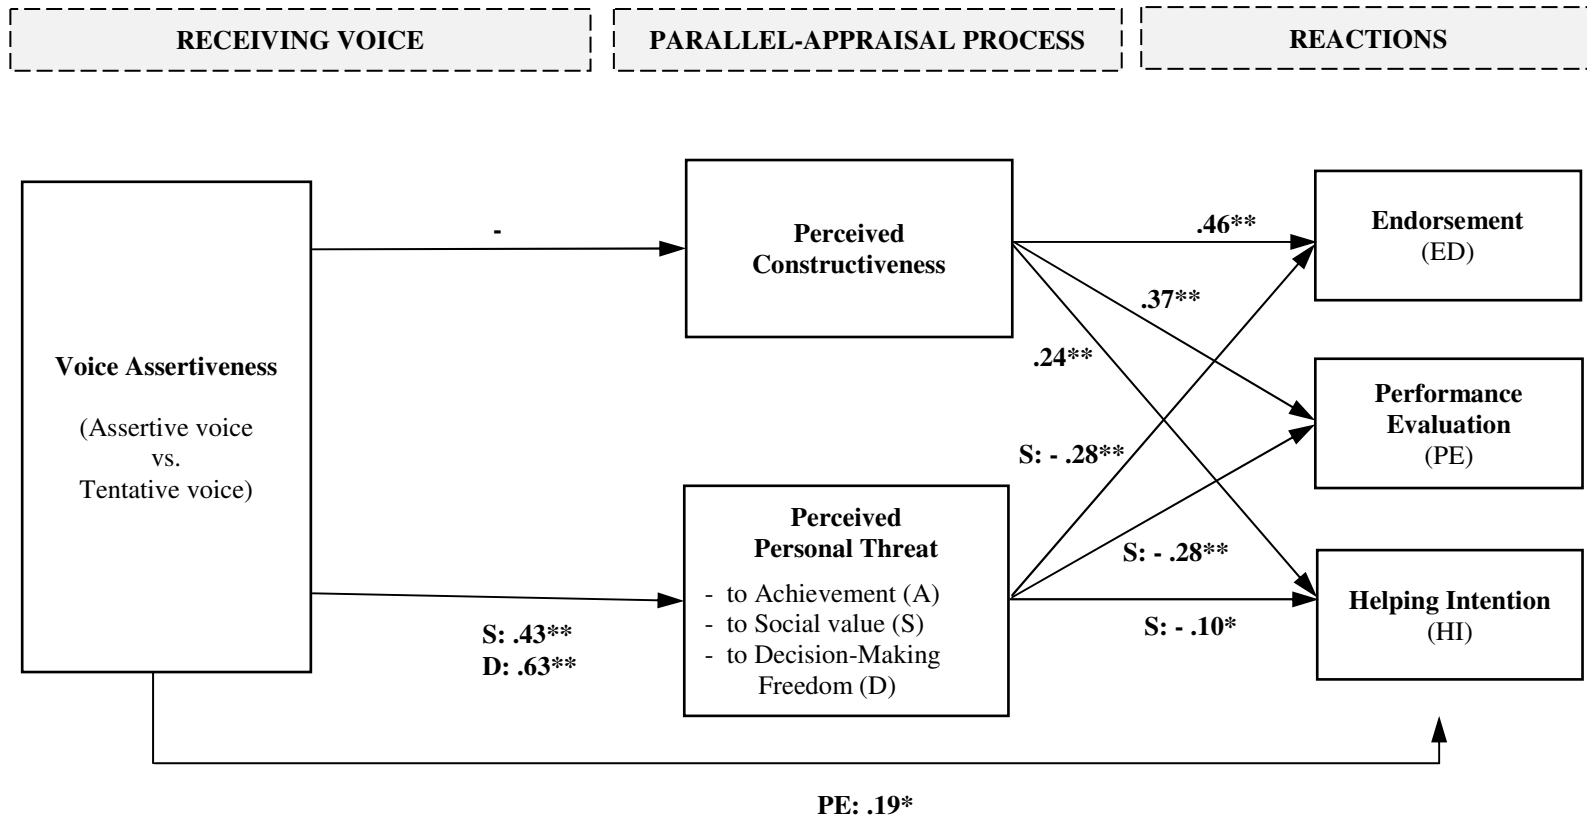 RECEIVING VOICE
PARALLEL-APPRAISAL PROCESS
REACTIONS
Voice Assertiveness
(Assertive voice
vs.
Tentative voice)
-
S: .43**
D: .63**
Perceived
Constructiveness
Perceived
Personal Threat
- to Achievement (A)
- to Social value (S)
- to Decision-Making
Freedom (D)
.46**
.37**
.24**
S: - .28**
S: - .28**
S: - .10*
Endorsement
(ED)
Performance
Evaluation
(PE)
Helping Intention
(HI)
PE: .19*